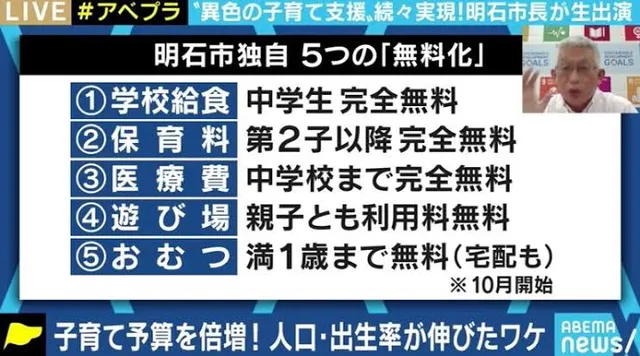 LIVE #アベプラ "異色の子育て支援"続々実現!明石市長が生出演
明石市独自 5つの「無料化」
①学校給食 中学生 完全無料
②保育料 第2子以降 完全無料
③医療費 中学校まで完全無料
④遊び場 親子とも利用料無料
⑤おむつ 満1歳まで無料(宅配も)
※10月開始
子育て予算を倍増! 人口・出生率が伸びたワケ
ABEMA
news/